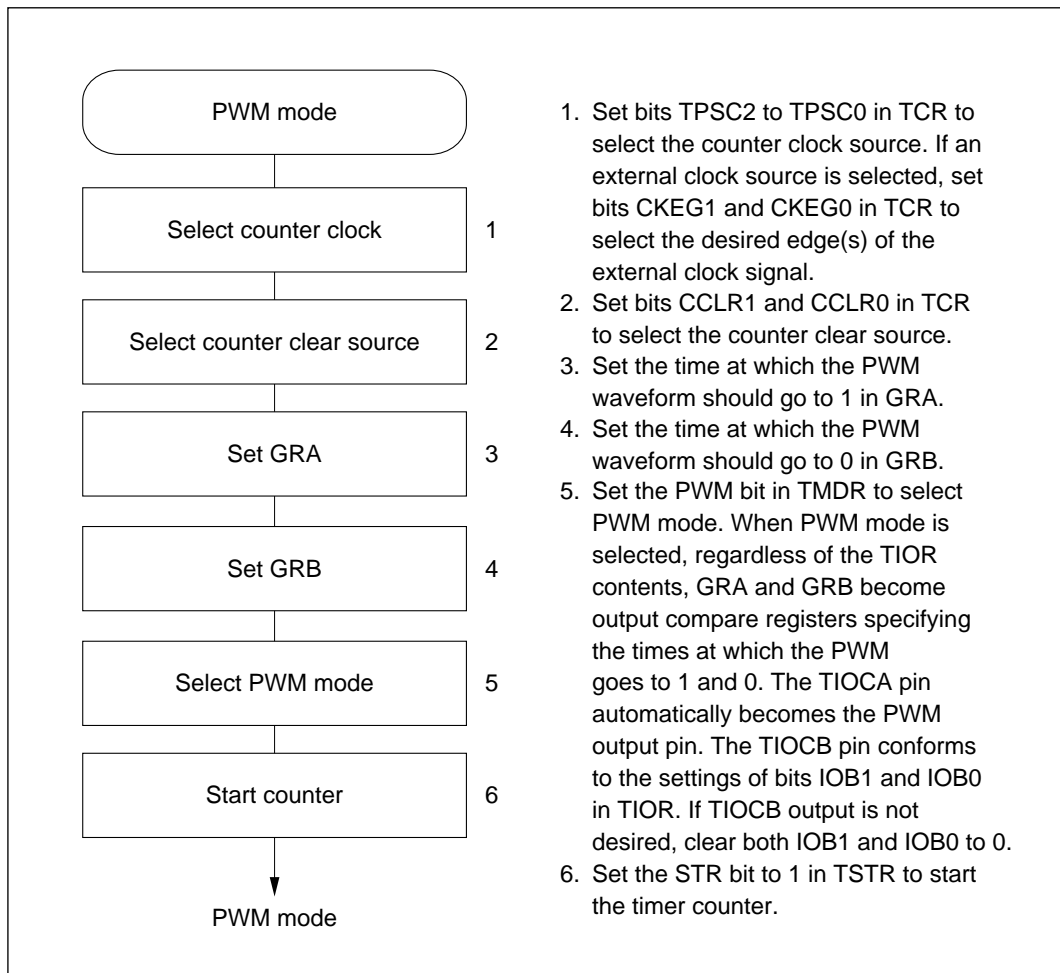 PWM mode
Select counter clock 1
Select counter clear source 2
Set GRA 3
Set GRB 4
Select PWM mode 5
Start counter 6
PWM mode
1. Set bits TPSC2 to TPSC0 in TCR to
select the counter clock source. If an
external clock source is selected, set
bits CKEG1 and CKEG0 in TCR to
select the desired edge(s) of the
external clock signal.
2. Set bits CCLR1 and CCLR0 in TCR
to select the counter clear source.
3. Set the time at which the PWM
waveform should go to 1 in GRA.
4. Set the time at which the PWM
waveform should go to 0 in GRB.
5. Set the PWM bit in TMDR to select
PWM mode. When PWM mode is
selected, regardless of the TIOR
contents, GRA and GRB become
output compare registers specifying
the times at which the PWM
goes to 1 and 0. The TIOCA pin
automatically becomes the PWM
output pin. The TIOCB pin conforms
to the settings of bits IOB1 and IOB0
in TIOR. If TIOCB output is not
desired, clear both IOB1 and IOB0 to 0.
6. Set the STR bit to 1 in TSTR to start
the timer counter.